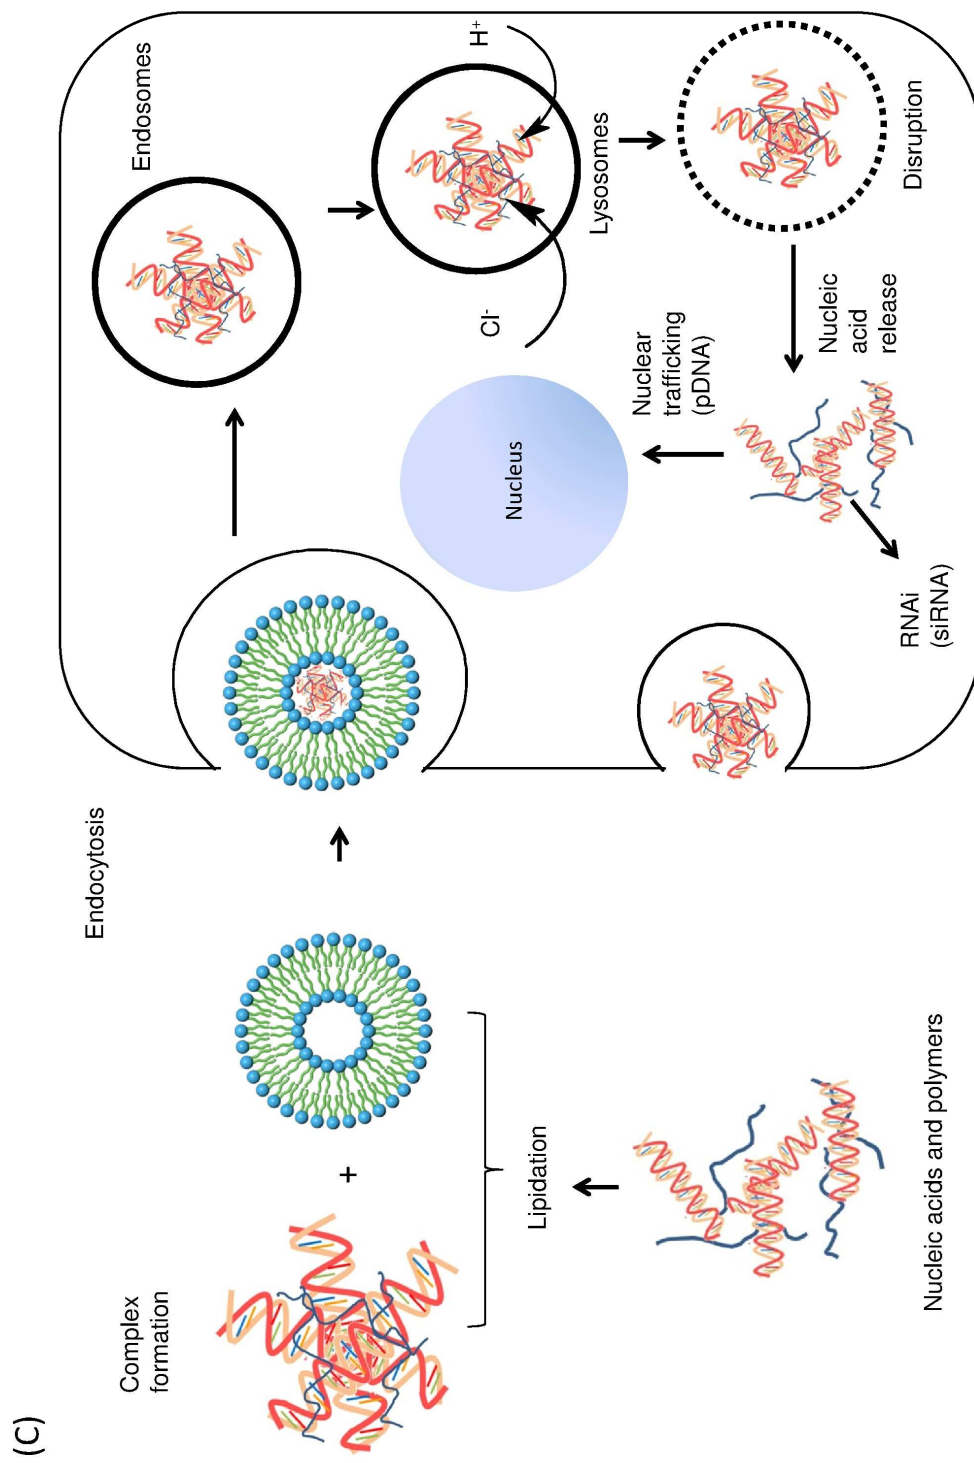 (C)
Complex
formation
+
Lipidation
Nucleic acids and polymers
Endocytosis
Endosomes
H⁺
Cl⁻
Lysosomes
Disruption
Nucleic
acid
release
Nuclear
trafficking
(pDNA)
Nucleus
RNAi
(siRNA)